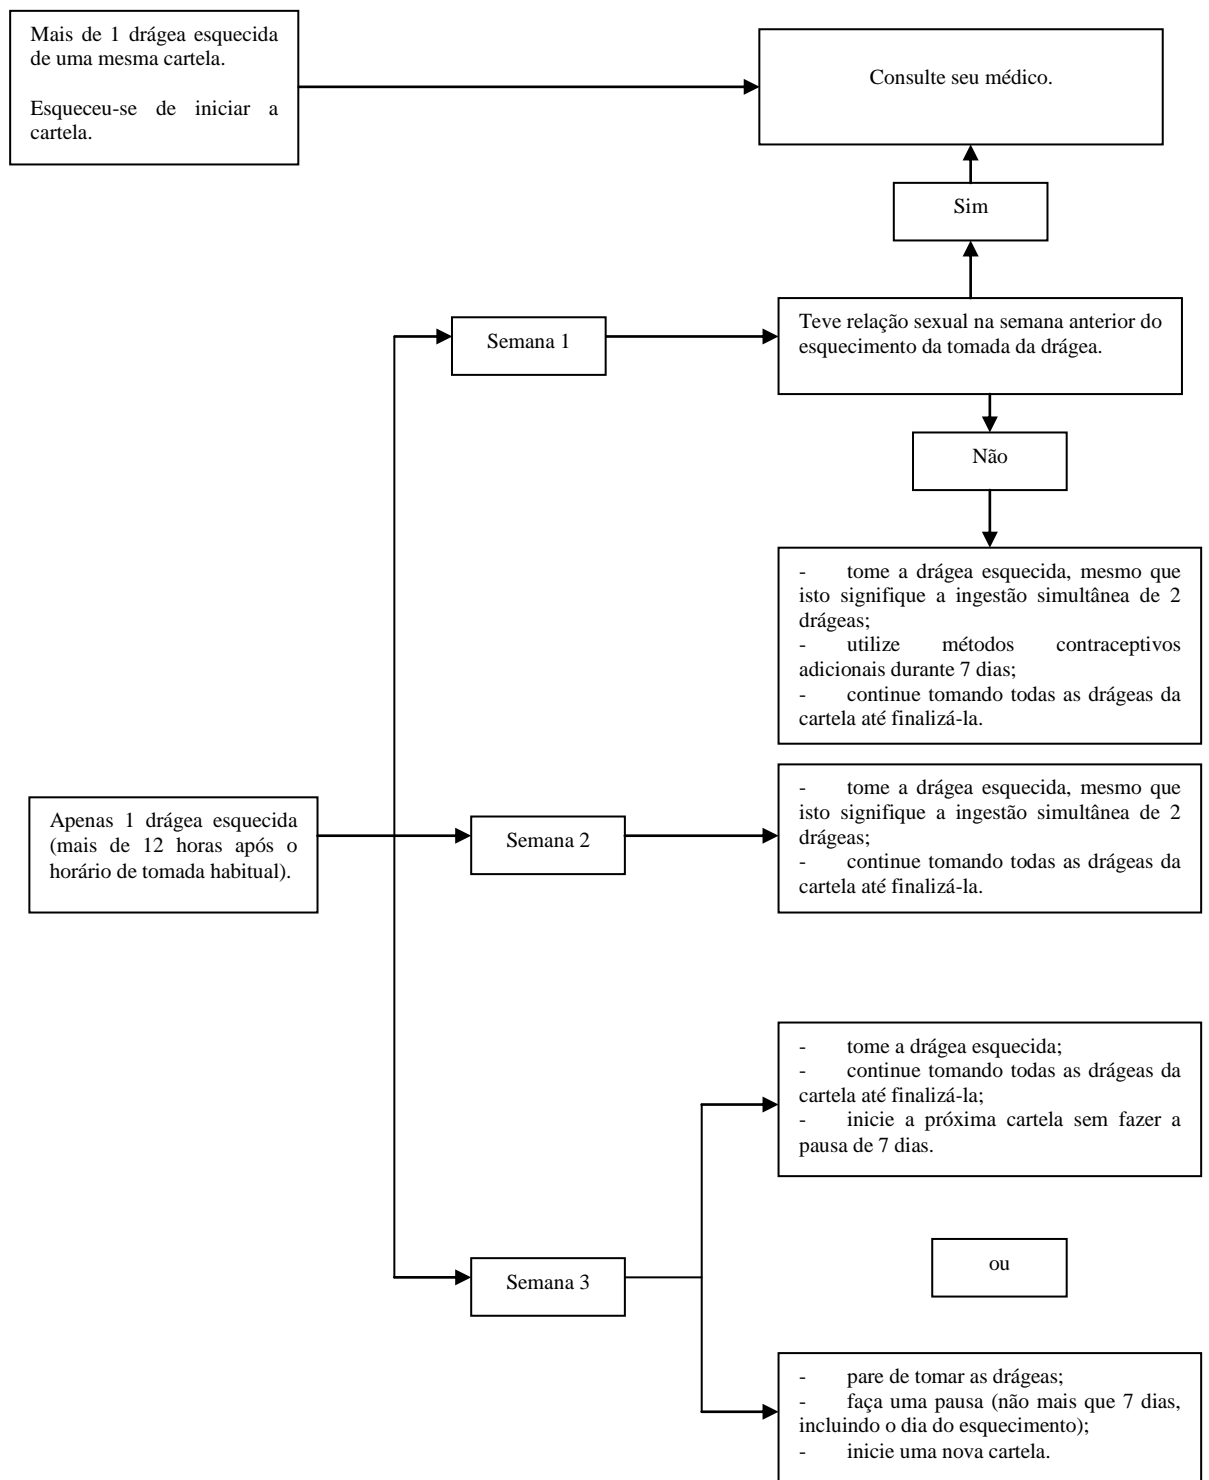 Mais de 1 drágea esquecida
de uma mesma cartela.
Esqueceu-se de iniciar a
cartela.
Consulte seu médico.
Sim
Semana 1
Teve relação sexual na semana anterior do
esquecimento da tomada da drágea.
Não
- tome a drágea esquecida, mesmo que
isto signifique a ingestão simultânea de 2
drágeas;
- utilize métodos contraceptivos
adicionais durante 7 dias;
- continue tomando todas as drágeas da
cartela até finalizá-la.
Apenas 1 drágea esquecida
(mais de 12 horas após o
horário de tomada habitual).
Semana 2
- tome a drágea esquecida, mesmo que
isto signifique a ingestão simultânea de 2
drágeas;
- continue tomando todas as drágeas da
cartela até finalizá-la.
Semana 3
- tome a drágea esquecida;
- continue tomando todas as drágeas da
cartela até finalizá-la;
- inicie a próxima cartela sem fazer a
pausa de 7 dias.
ou
- pare de tomar as drágeas;
- faça uma pausa (não mais que 7 dias,
incluindo o dia do esquecimento);
- inicie uma nova cartela.